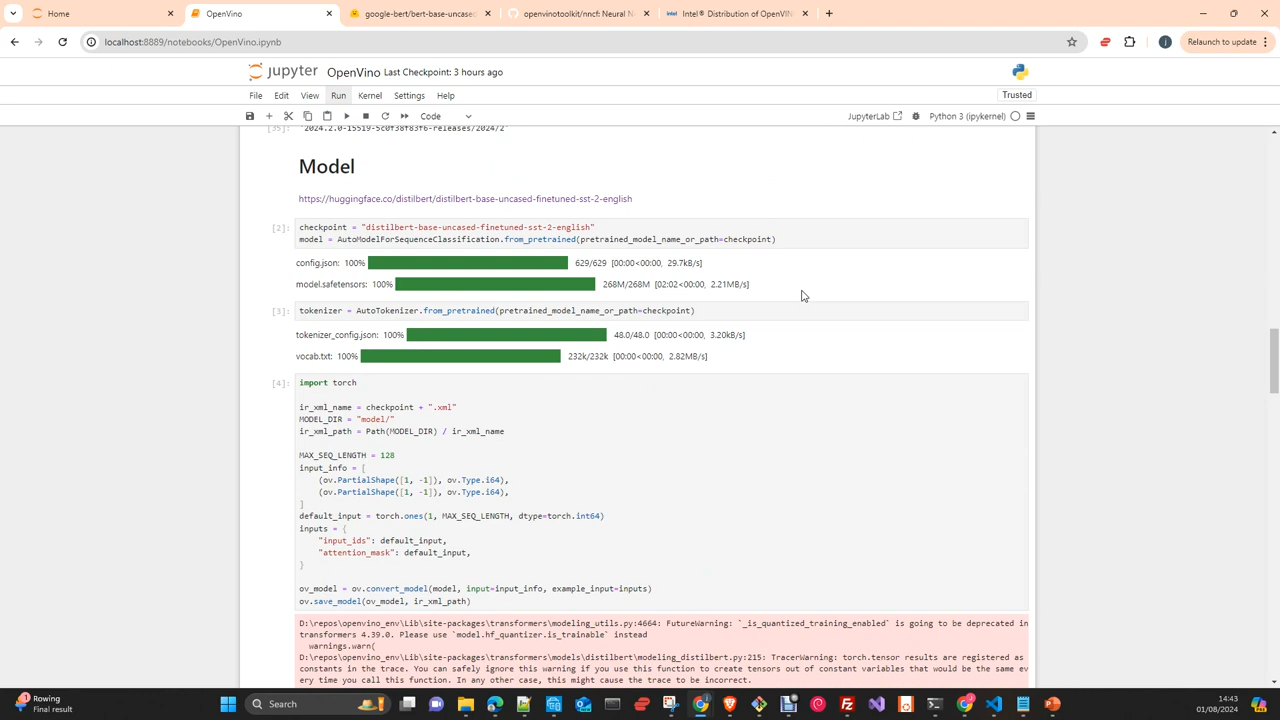 Home
OpenVino
google-bert/bert-base-uncased
openvinotoolkit/nncf: Neural N
Intel® Distribution of OpenVIN
localhost:8889/notebooks/OpenVino.ipynb
Relaunch to update
jupyter
OpenVino Last Checkpoint: 3 hours ago
File Edit View Run Kernel Settings Help
Trusted
Code
JupyterLab
Python 3 (ipykernel)
[35]: '2024.2.0-15519-5c0f38f83f6-releases/2024/2'
Model
https://huggingface.co/distilbert/distilbert-base-uncased-finetuned-sst-2-english
[2]: checkpoint = "distilbert-base-uncased-finetuned-sst-2-english"
model = AutoModelForSequenceClassification.from_pretrained(pretrained_model_name_or_path=checkpoint)
config.json: 100% 629/629 [00:00<00:00, 29.7kB/s]
model.safetensors: 100% 268M/268M [02:02<00:00, 2.21MB/s]
[3]: tokenizer = AutoTokenizer.from_pretrained(pretrained_model_name_or_path=checkpoint)
tokenizer_config.json: 100% 48.0/48.0 [00:00<00:00, 3.20kB/s]
vocab.txt: 100% 232k/232k [00:00<00:00, 2.82MB/s]
[4]: import torch
ir_xml_name = checkpoint + ".xml"
MODEL_DIR = "model/"
ir_xml_path = Path(MODEL_DIR) / ir_xml_name
MAX_SEQ_LENGTH = 128
input_info = [
(ov.PartialShape([1, -1]), ov.Type.i64),
(ov.PartialShape([1, -1]), ov.Type.i64),
]
default_input = torch.ones(1, MAX_SEQ_LENGTH, dtype=torch.int64)
inputs = {
"input_ids": default_input,
"attention_mask": default_input,
}
ov_model = ov.convert_model(model, input=input_info, example_input=inputs)
ov.save_model(ov_model, ir_xml_path)
D:\repos\openvino_env\Lib\site-packages\transformers\modeling_utils.py:4664: FutureWarning: `_is_quantized_training_enabled` is going to be deprecated in
transformers 4.39.0. Please use `model.hf_quantizer.is_trainable` instead
warnings.warn(
D:\repos\openvino_env\Lib\site-packages\transformers\models\distilbert\modeling_distilbert.py:215: TracerWarning: torch.tensor results are registered as
constants in the trace. You can safely ignore this warning if you use this function to create tensors out of constant variables that would be the same ev
ery time you call this function. In any other case, this might cause the trace to be incorrect.
Rowing
Final result
Search
14:43
01/08/2024